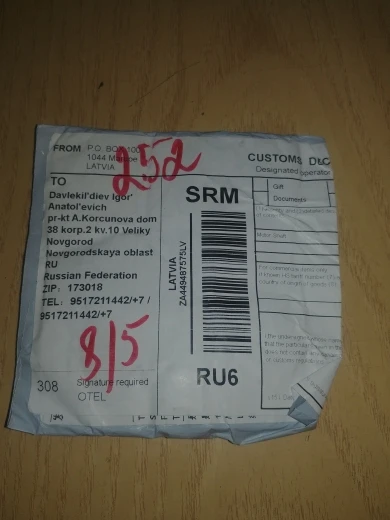 FROM P.O. BOX 100
1044 Marupe
LATVIA
252
TO
Davlekil'diev Igor'
Anatol'evich
pr-kt A.Korcunova dom
38 korp.2 kv.10 Veliky
Novgorod
Novgorodskaya oblast
RU
Russian Federation
ZIP: 173018
TEL: 9517211442/+7 /
9517211442/+7
8/5
308 Signature required
OTEL
SRM
LATVIA
ZA449487575LV
RU6
CUSTOMS
Designated operator
Gift
Documents